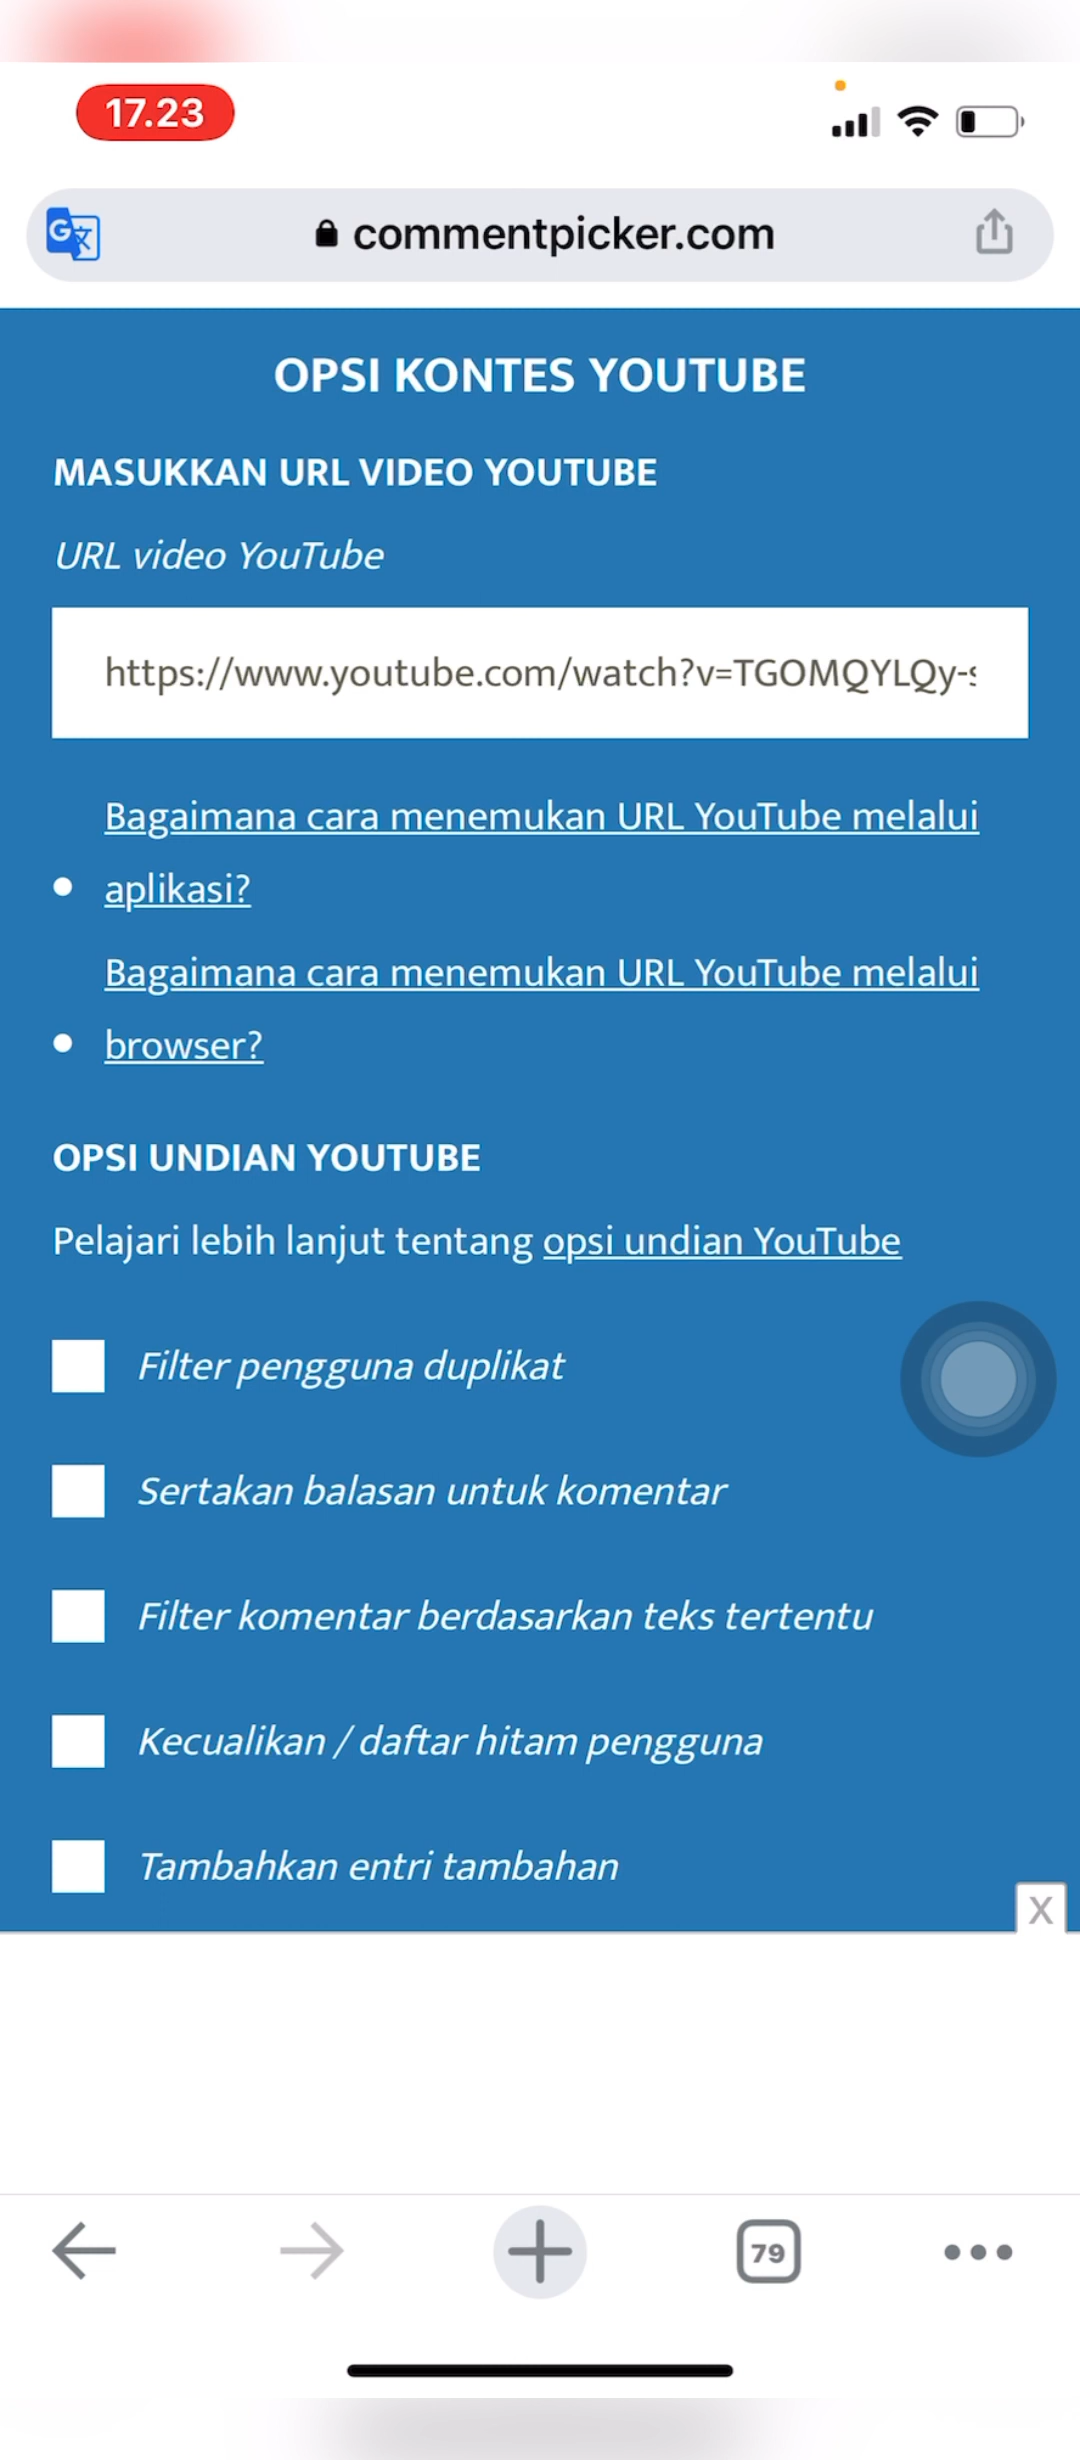 17.23
commentpicker.com
OPSI KONTES YOUTUBE
MASUKKAN URL VIDEO YOUTUBE
URL video YouTube
https://www.youtube.com/watch?v=TGOMQYLQy-s
Bagaimana cara menemukan URL YouTube melalui
aplikasi?
Bagaimana cara menemukan URL YouTube melalui
browser?
OPSI UNDIAN YOUTUBE
Pelajari lebih lanjut tentang opsi undian YouTube
Filter pengguna duplikat
Sertakan balasan untuk komentar
Filter komentar berdasarkan teks tertentu
Kecualikan / daftar hitam pengguna
Tambahkan entri tambahan
X
79